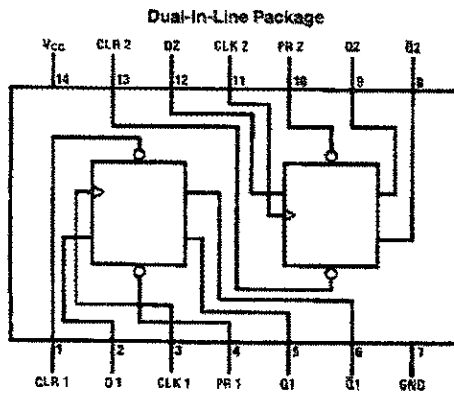 Dual-In-Line Package
VCC CLR 2 D2 CLK 2 PR 2 Q2 Q̅2
14 13 12 11 10 9 8
1 2 3 4 5 6 7
CLR 1 D1 CLK 1 PR 1 Q1 Q̅1 GND